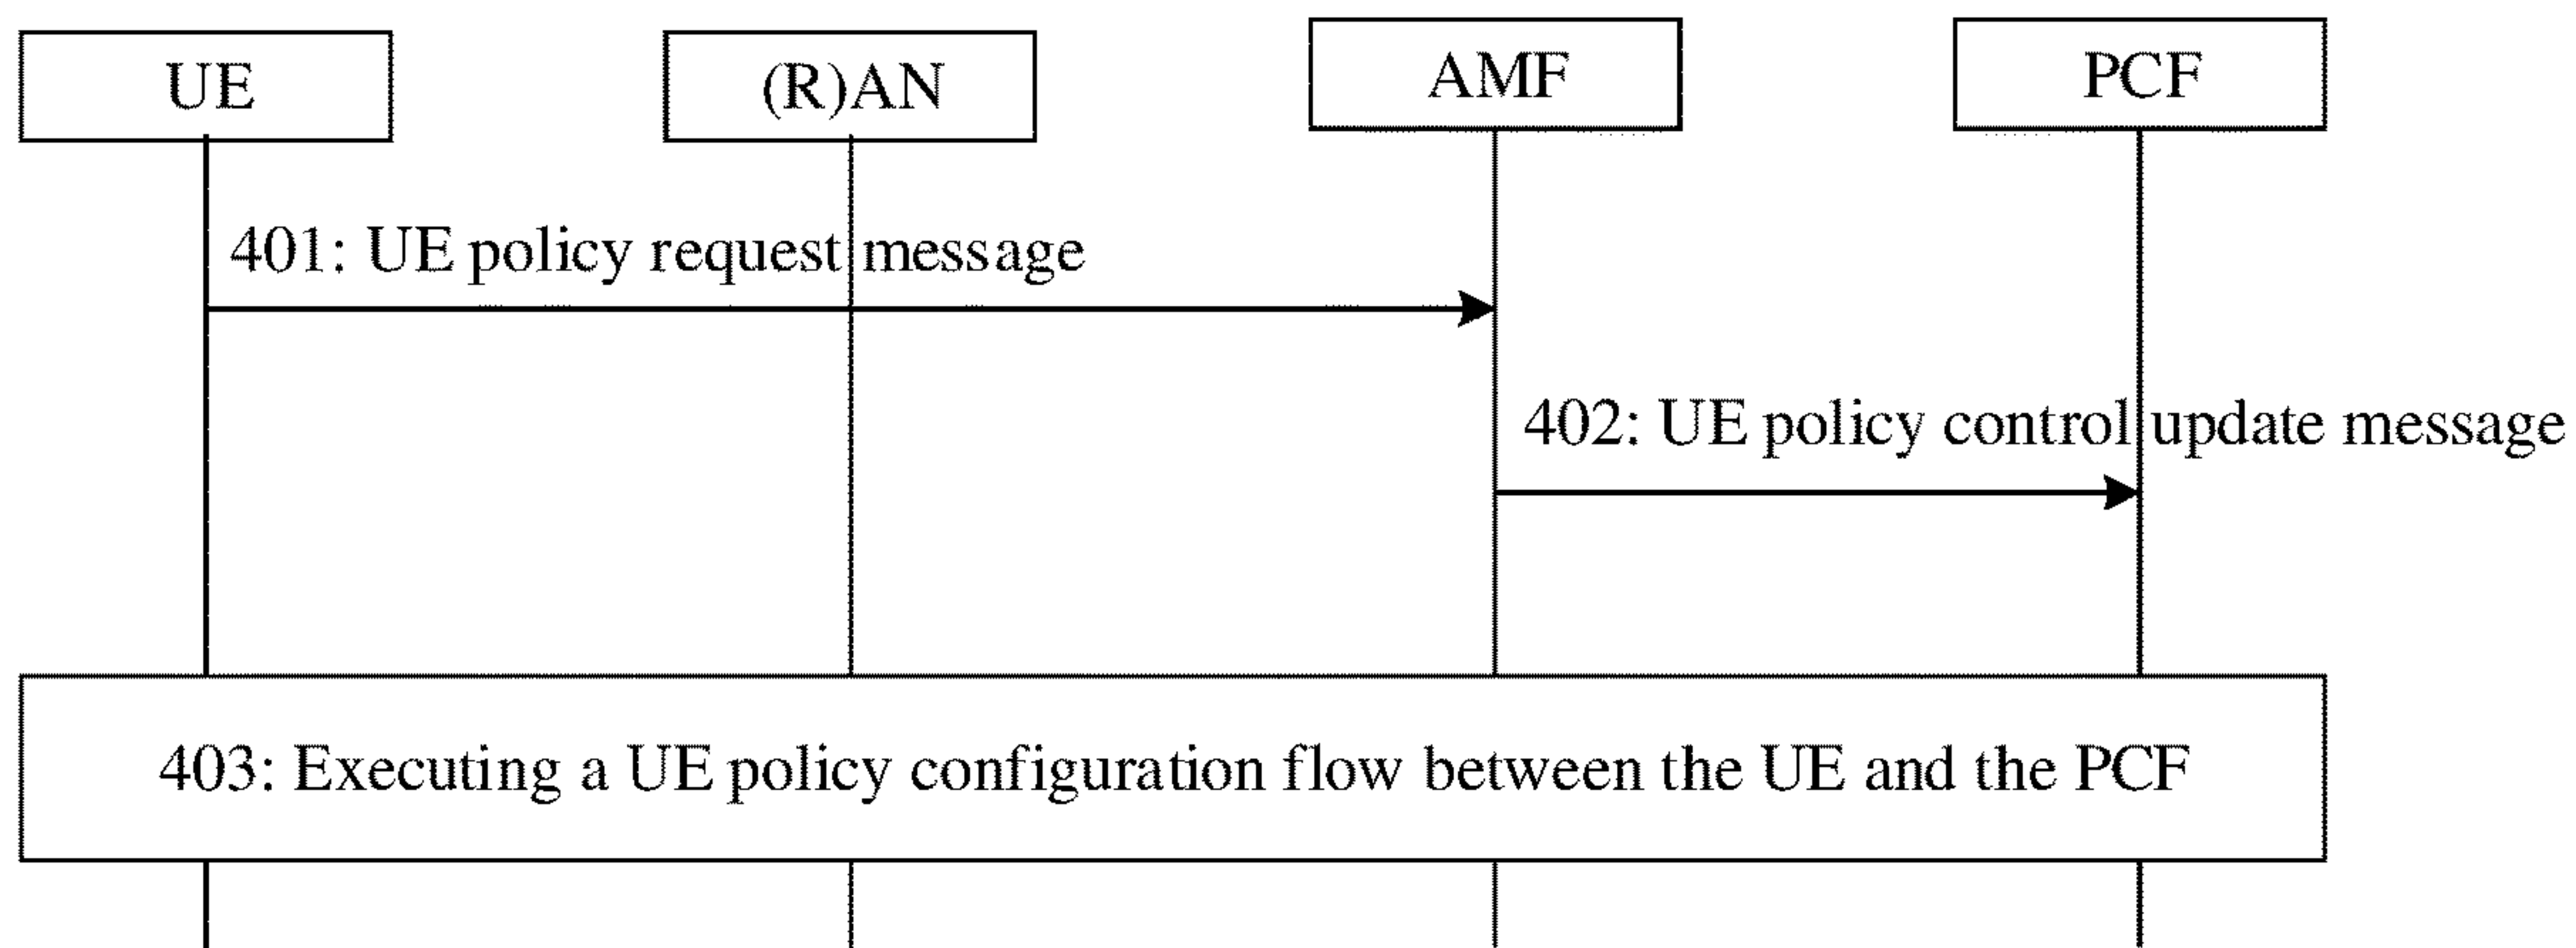 UE
(R)AN
AMF
PCF
401: UE policy request message
402: UE policy control update message
403: Executing a UE policy configuration flow between the UE and the PCF